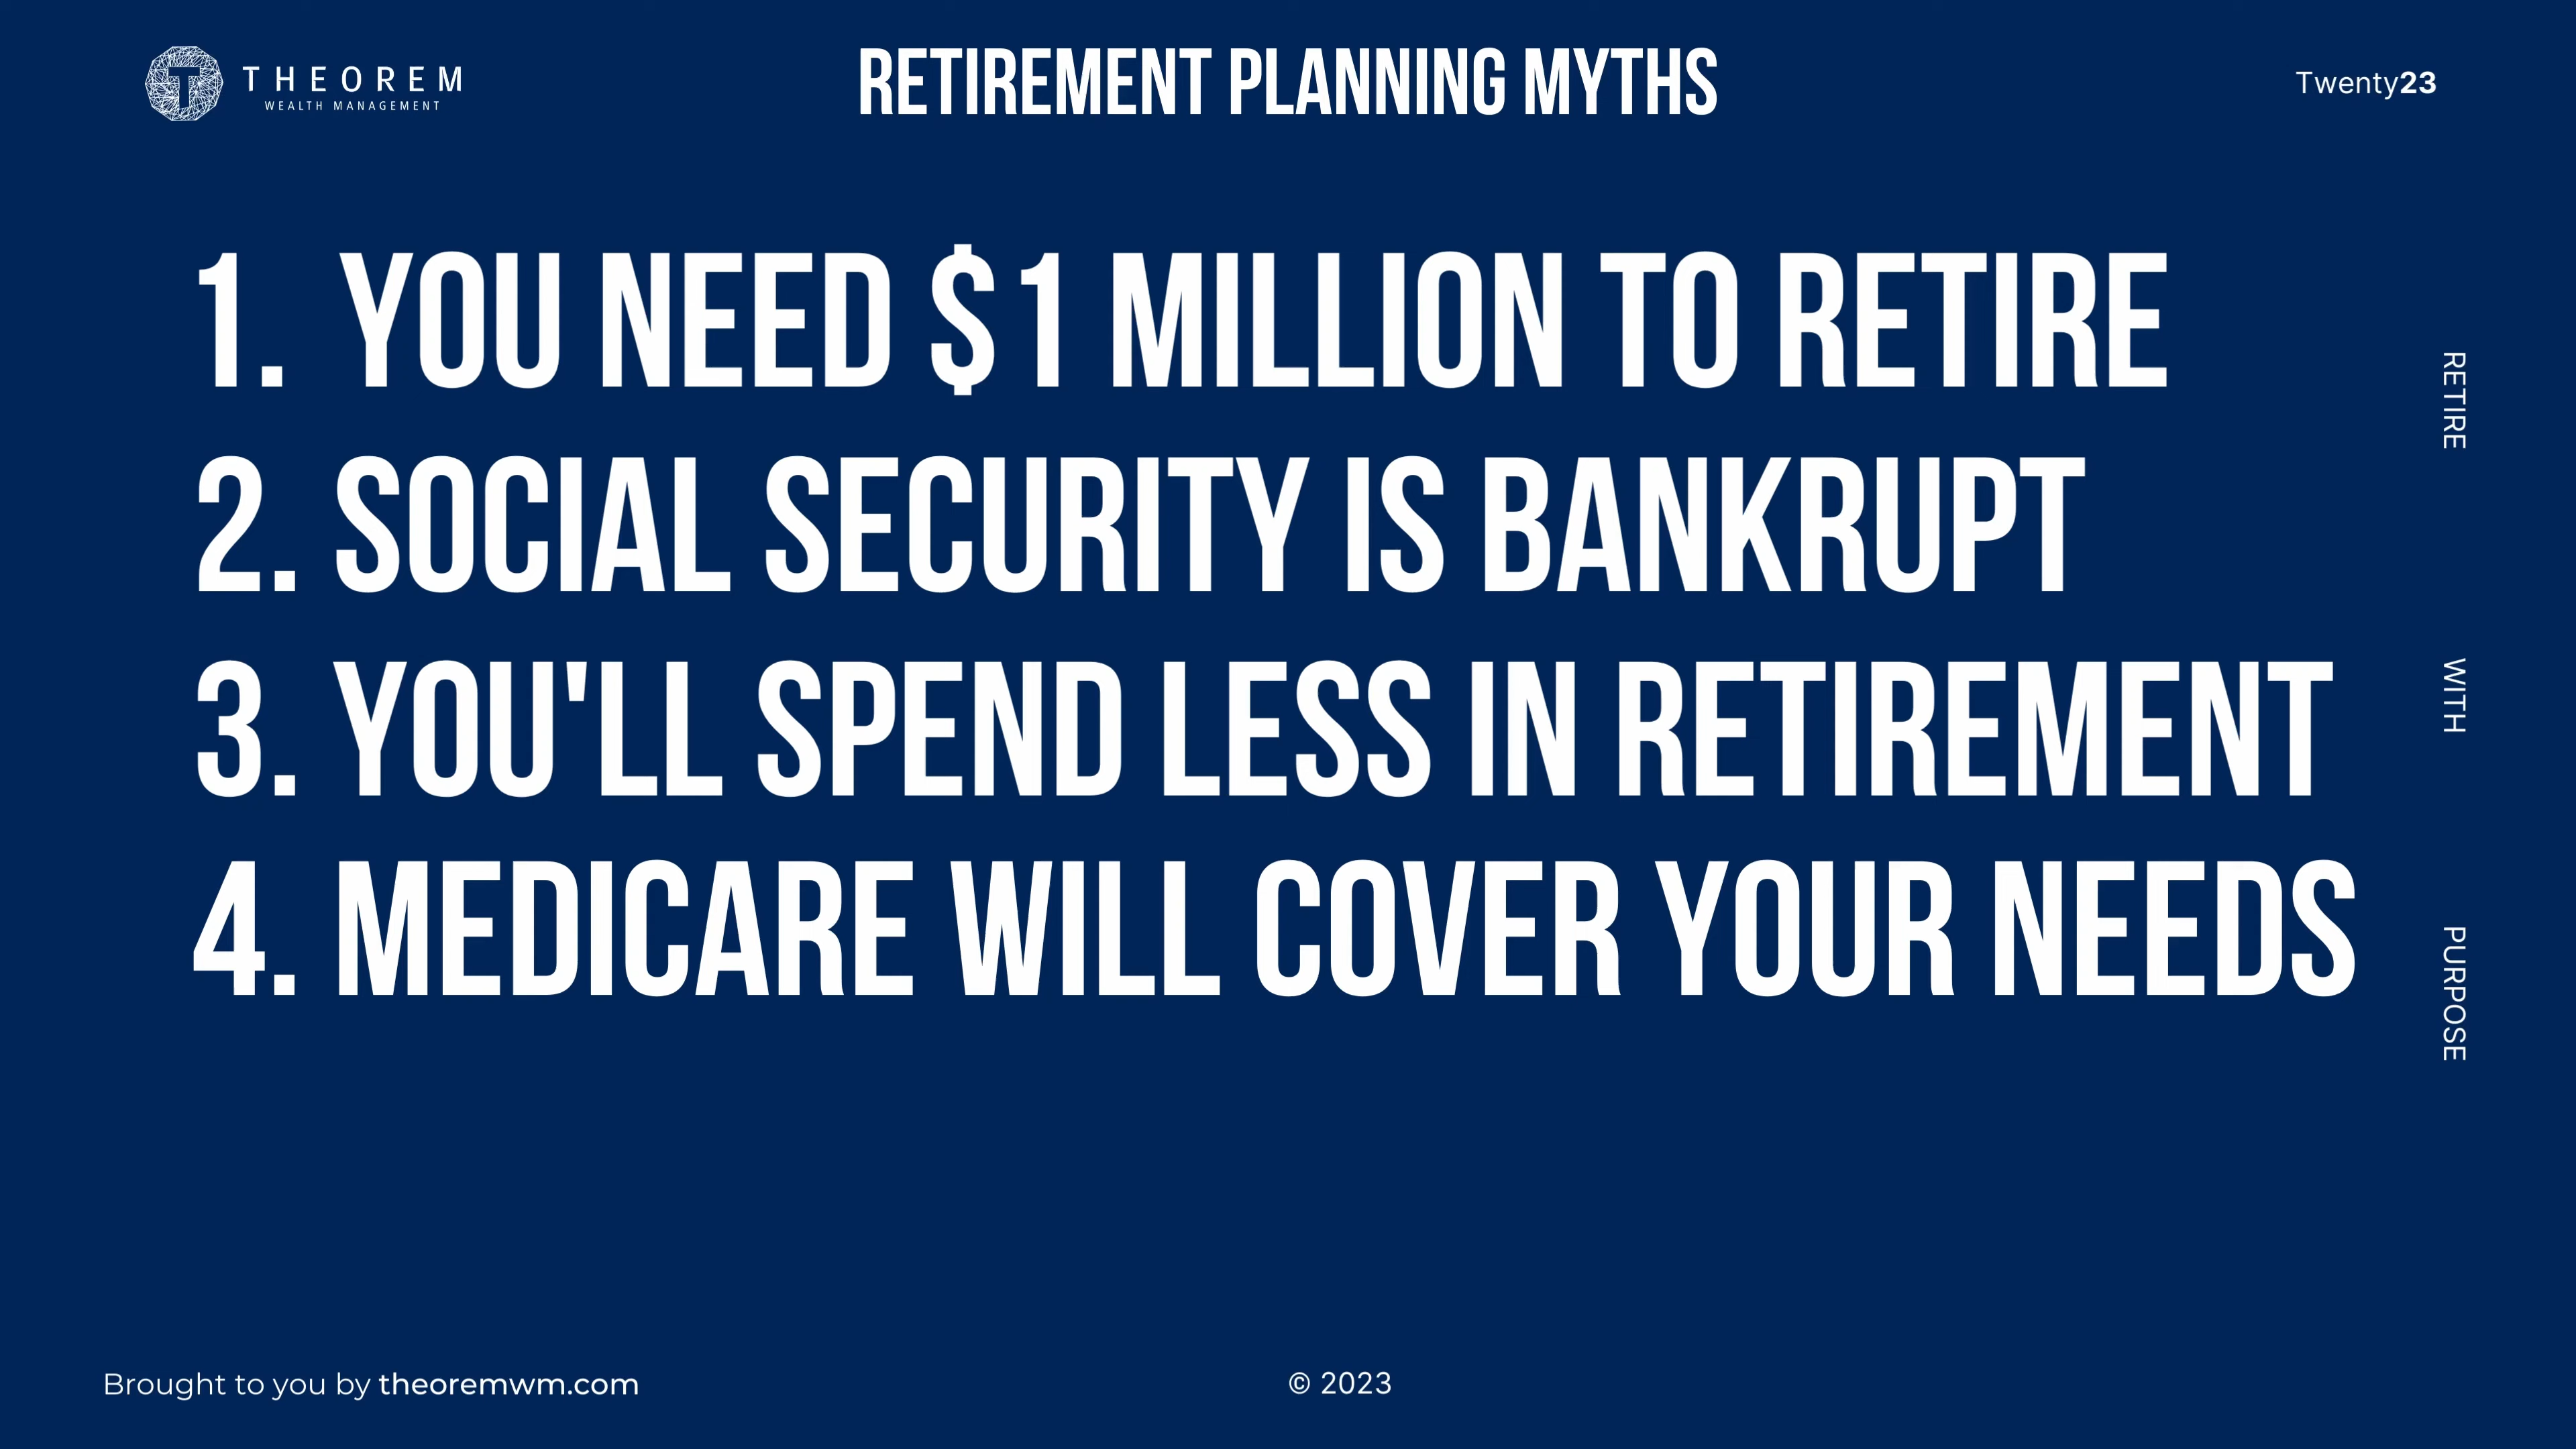 THEOREM
WEALTH MANAGEMENT
RETIREMENT PLANNING MYTHS
Twenty23
1. YOU NEED $1 MILLION TO RETIRE
2. SOCIAL SECURITY IS BANKRUPT
3. YOU'LL SPEND LESS IN RETIREMENT
4. MEDICARE WILL COVER YOUR NEEDS
RETIRE
WITH
PURPOSE
Brought to you by theoremwm.com
© 2023